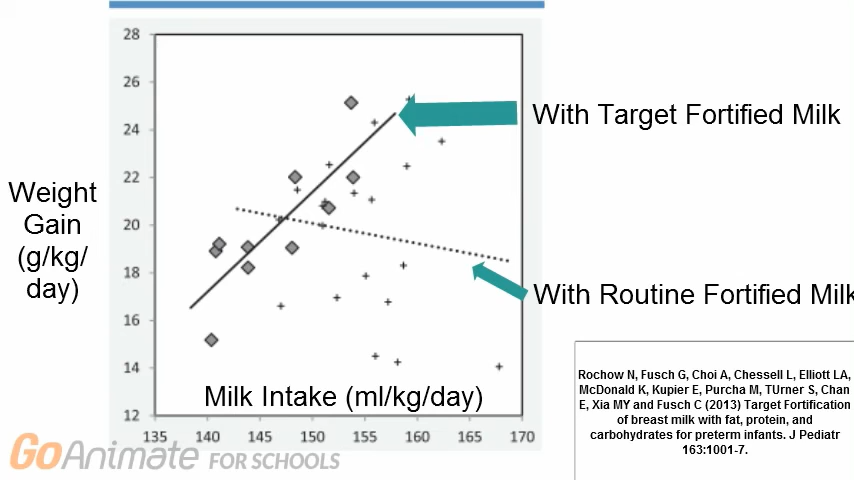 28
26
24
22
20
18
16
14
12
135 140 145 150 155 160 165 170
Weight
Gain
(g/kg/
day)
Milk Intake (ml/kg/day)
With Target Fortified Milk
With Routine Fortified Milk
Rochow N, Fusch G, Choi A, Chessell L, Elliott LA,
McDonald K, Kupier E, Purcha M, TUrner S, Chan
E, Xia MY and Fusch C (2013) Target Fortification
of breast milk with fat, protein, and
carbohydrates for preterm infants. J Pediatr
163:1001-7.
GoAnimate FOR SCHOOLS